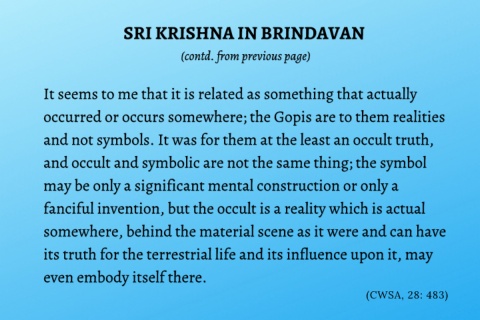 SRI KRISHNA IN BRINDAVAN
(contd. from previous page)
It seems to me that it is related as something that actually
occurred or occurs somewhere; the Gopis are to them realities
and not symbols. It was for them at the least an occult truth,
and occult and symbolic are not the same thing; the symbol
may be only a significant mental construction or only a
fanciful invention, but the occult is a reality which is actual
somewhere, behind the material scene as it were and can have
its truth for the terrestrial life and its influence upon it, may
even embody itself there.
(CWSA, 28: 483)